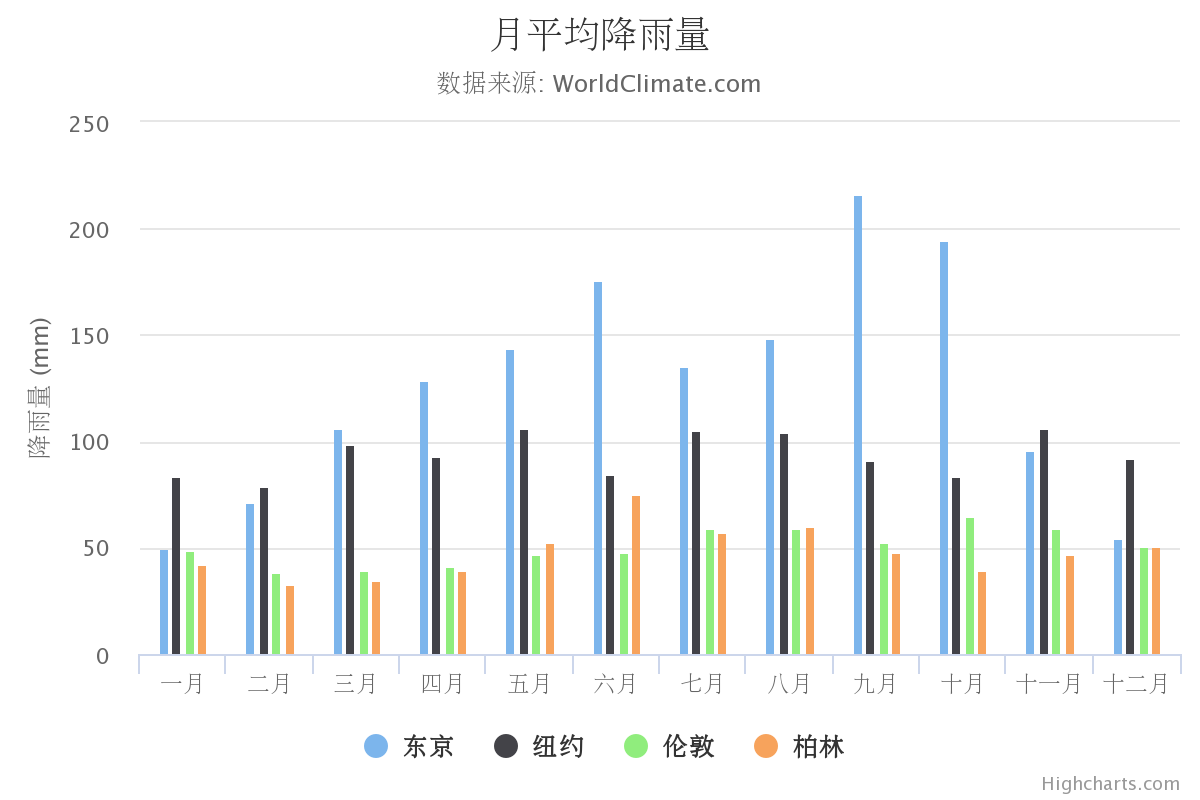 月平均降雨量
数据来源: WorldClimate.com
250
200
150
100
50
0
降雨量 (mm)
一月 二月 三月 四月 五月 六月 七月 八月 九月 十月 十一月 十二月
东京 纽约 伦敦 柏林
Highcharts.com